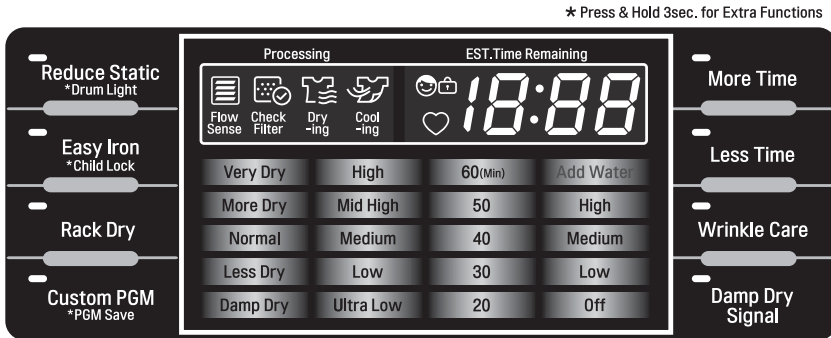 * Press & Hold 3sec. for Extra Functions
Reduce Static
*Drum Light
Easy Iron
*Child Lock
Rack Dry
Custom PGM
*PGM Save
Processing
EST.Time Remaining
Flow
Sense
Check
Filter
Dry
-ing
Cool
-ing
18:88
Very Dry High 60(Min) Add Water
More Dry Mid High 50 High
Normal Medium 40 Medium
Less Dry Low 30 Low
Damp Dry Ultra Low 20 Off
More Time
Less Time
Wrinkle Care
Damp Dry
Signal